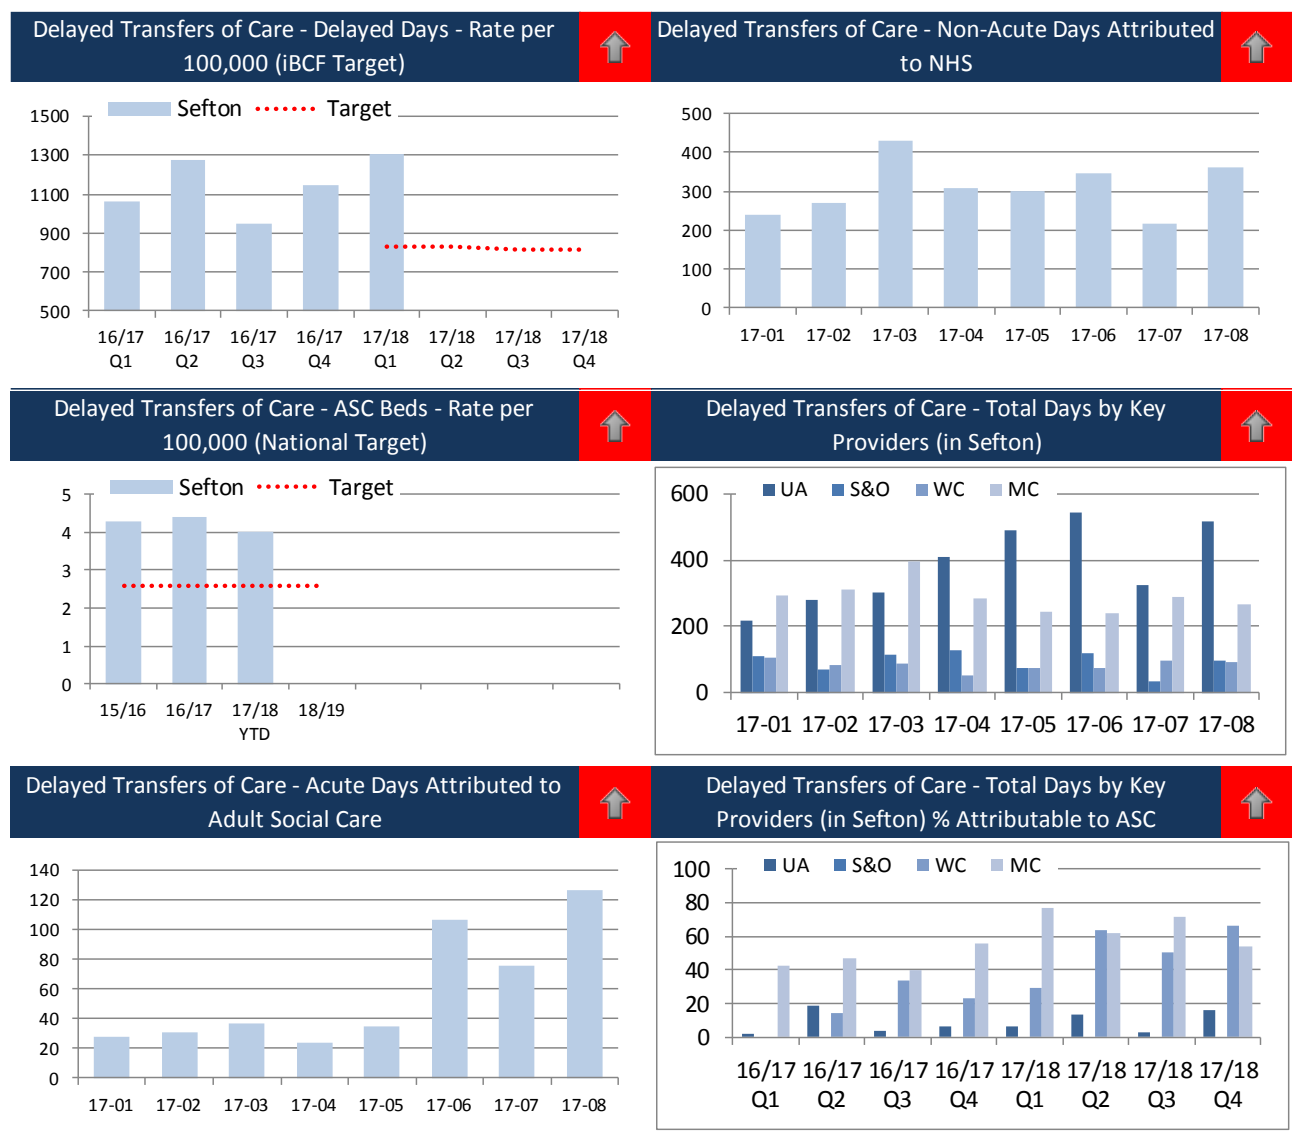 Delayed Transfers of Care - Delayed Days - Rate per
100,000 (iBCF Target)
Sefton Target
1500
1300
1100
900
700
500
16/17 16/17 16/17 16/17 17/18 17/18 17/18 17/18
Q1 Q2 Q3 Q4 Q1 Q2 Q3 Q4
Delayed Transfers of Care - Non-Acute Days Attributed
to NHS
500
400
300
200
100
0
17-01 17-02 17-03 17-04 17-05 17-06 17-07 17-08
Delayed Transfers of Care - ASC Beds - Rate per
100,000 (National Target)
Sefton Target
5
4
3
2
1
0
15/16 16/17 17/18 18/19
YTD
Delayed Transfers of Care - Total Days by Key
Providers (in Sefton)
UA S&O WC MC
600
400
200
0
17-01 17-02 17-03 17-04 17-05 17-06 17-07 17-08
Delayed Transfers of Care - Acute Days Attributed to
Adult Social Care
140
120
100
80
60
40
20
0
17-01 17-02 17-03 17-04 17-05 17-06 17-07 17-08
Delayed Transfers of Care - Total Days by Key
Providers (in Sefton) % Attributable to ASC
UA S&O WC MC
100
80
60
40
20
0
16/17 16/17 16/17 16/17 17/18 17/18 17/18 17/18
Q1 Q2 Q3 Q4 Q1 Q2 Q3 Q4